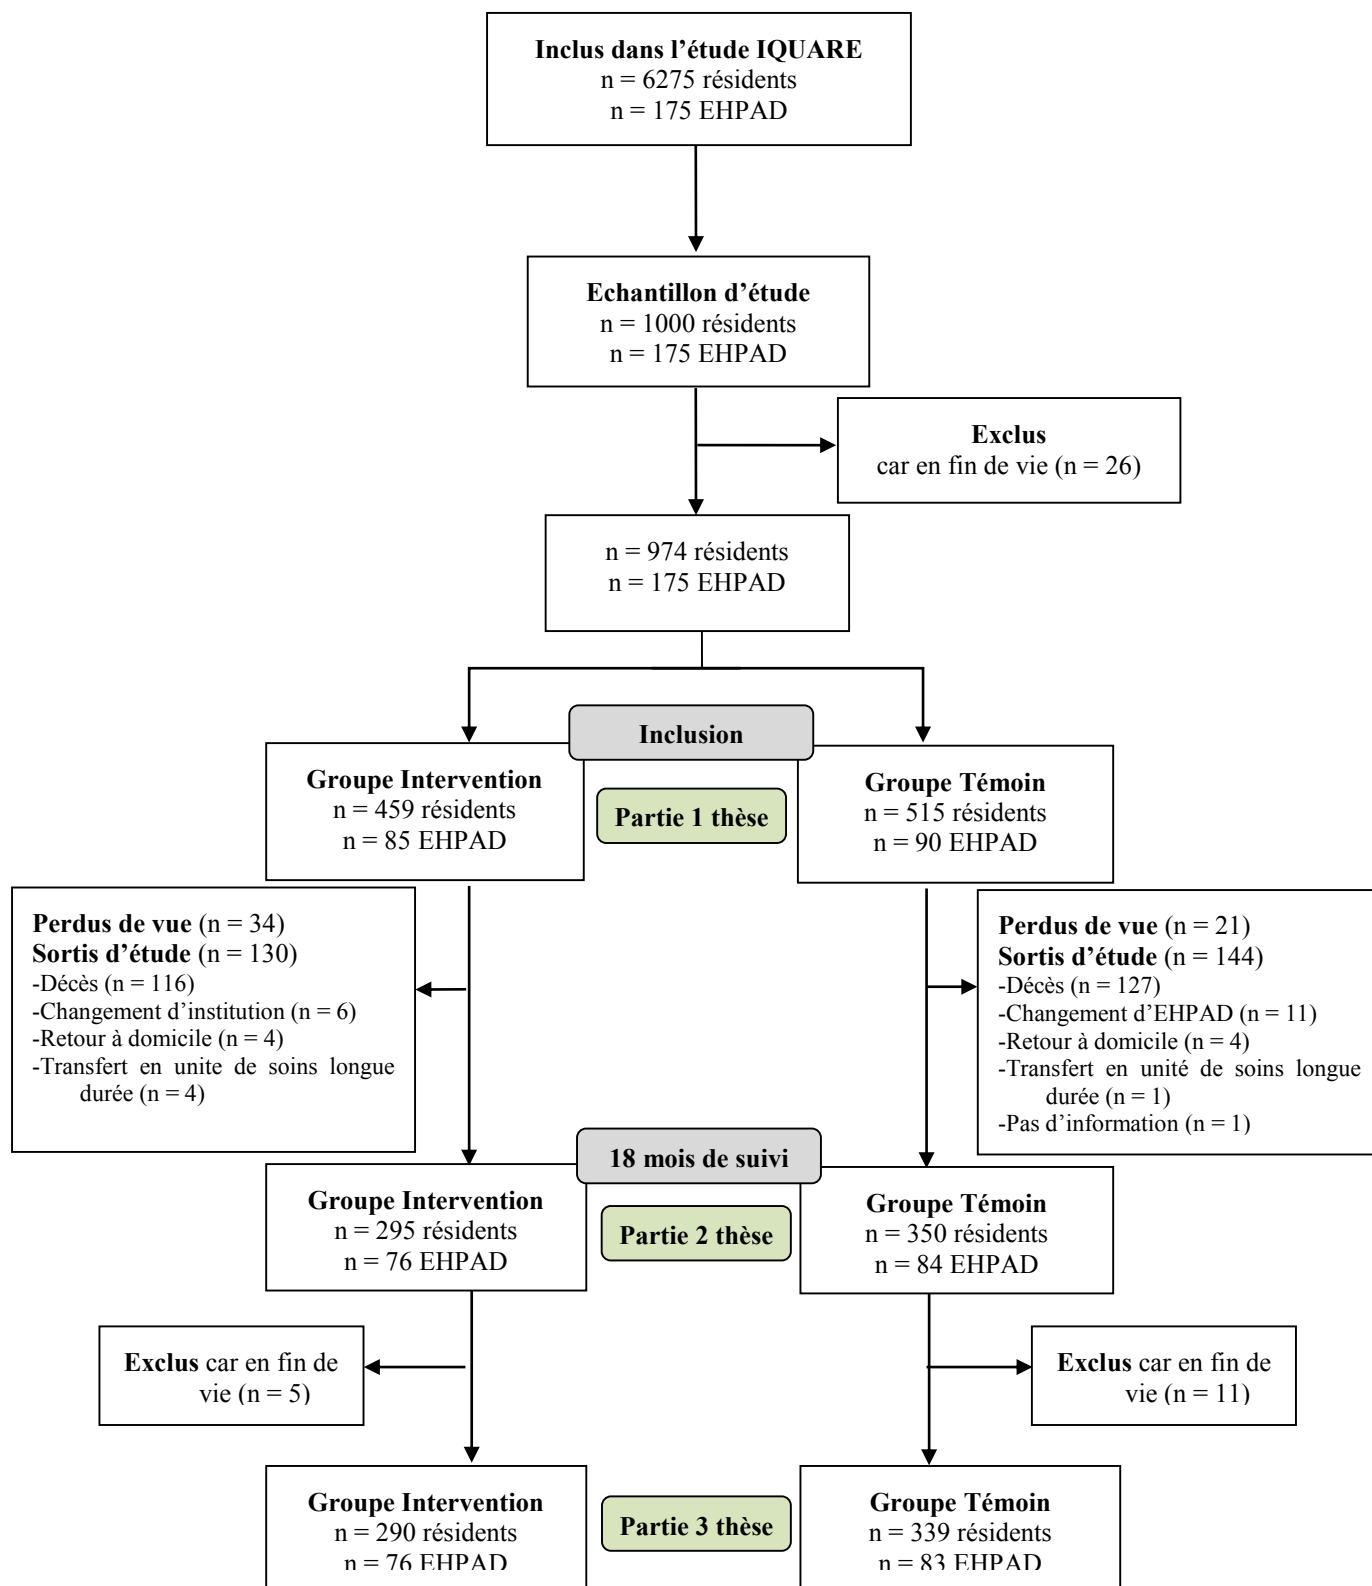 Inclus dans l’étude IQUARE
n = 6275 résidents
n = 175 EHPAD
Echantillon d’étude
n = 1000 résidents
n = 175 EHPAD
Exclus
car en fin de vie (n = 26)
n = 974 résidents
n = 175 EHPAD
Inclusion
Groupe Intervention
n = 459 résidents
n = 85 EHPAD
Partie 1 thèse
Groupe Témoin
n = 515 résidents
n = 90 EHPAD
Perdus de vue (n = 34)
Sortis d’étude (n = 130)
-Décès (n = 116)
-Changement d’institution (n = 6)
-Retour à domicile (n = 4)
-Transfert en unite de soins longue
durée (n = 4)
Perdus de vue (n = 21)
Sortis d’étude (n = 144)
-Décès (n = 127)
-Changement d’EHPAD (n = 11)
-Retour à domicile (n = 4)
-Transfert en unité de soins longue
durée (n = 1)
-Pas d’information (n = 1)
18 mois de suivi
Groupe Intervention
n = 295 résidents
n = 76 EHPAD
Partie 2 thèse
Groupe Témoin
n = 350 résidents
n = 84 EHPAD
Exclus car en fin de
vie (n = 5)
Exclus car en fin de
vie (n = 11)
Groupe Intervention
n = 290 résidents
n = 76 EHPAD
Partie 3 thèse
Groupe Témoin
n = 339 résidents
n = 83 EHPAD